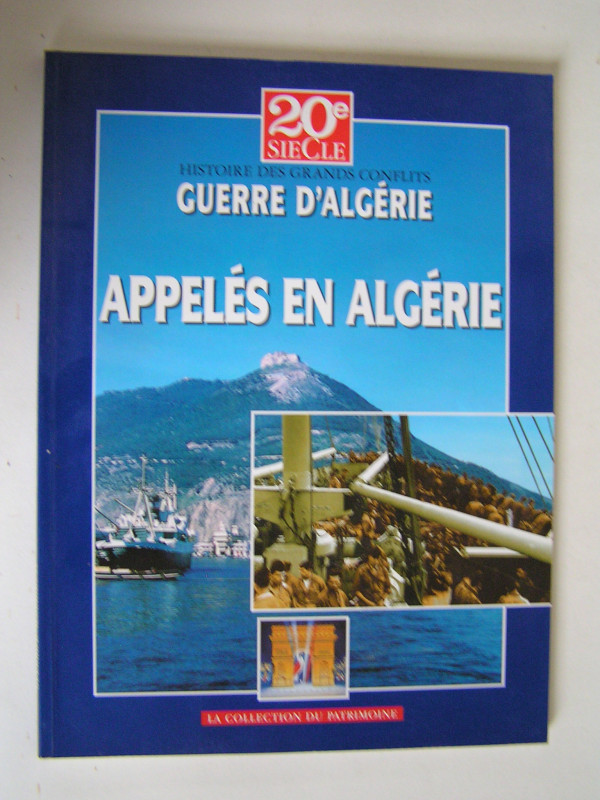 20e
SIECLE
HISTOIRE DES GRANDS CONFLITS
GUERRE D'ALGÉRIE
APPELÉS EN ALGÉRIE
LA COLLECTION DU PATRIMOINE